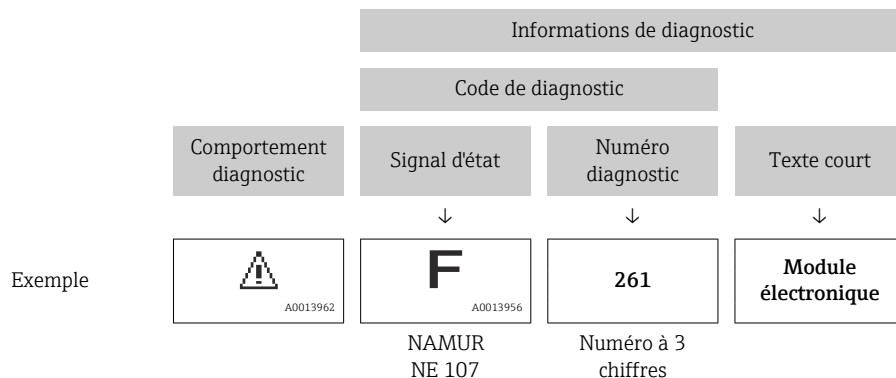 Informations de diagnostic
Code de diagnostic
Comportement
diagnostic
Signal d'état
Numéro
diagnostic
Texte court
↓ ↓ ↓
Exemple
A0013962
F
A0013956
261
Module
électronique
NAMUR
NE 107
Numéro à 3
chiffres